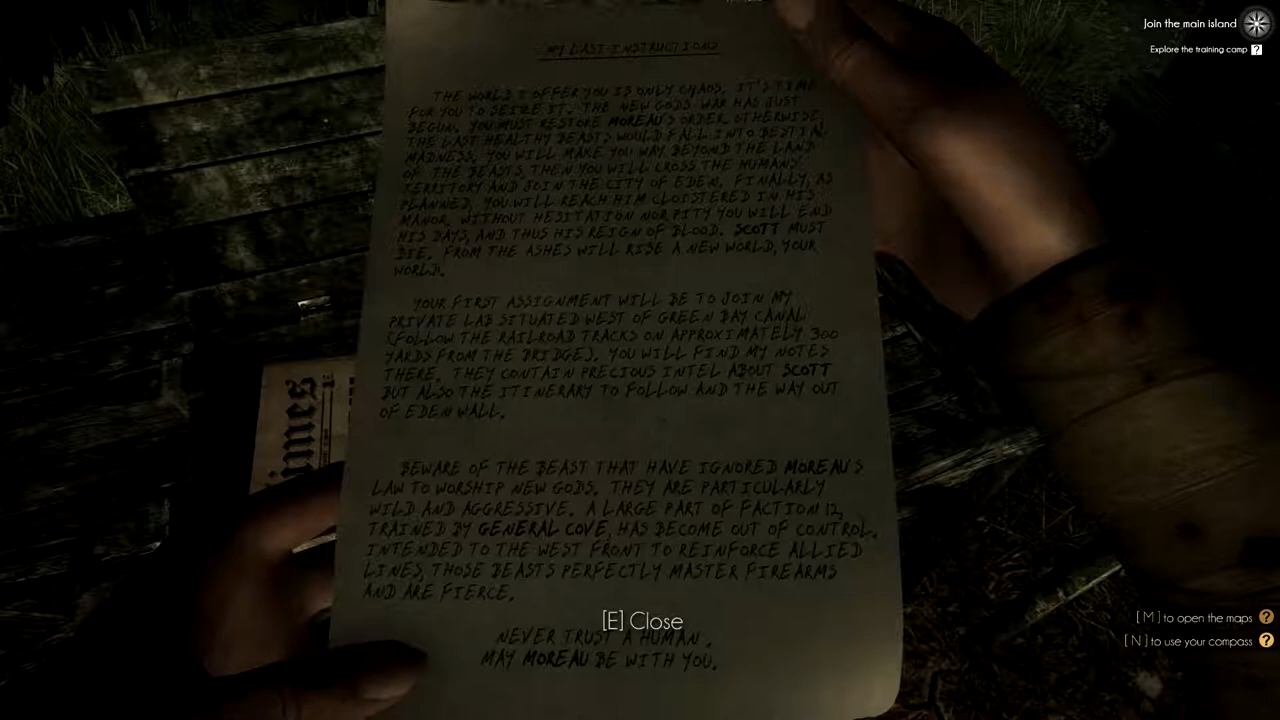 Join the main island
Explore the training camp ?
MY LAST INSTRUCTIONS
THE WORLD I OFFER YOU IS ONLY CHAOS. IT'S TIME
FOR YOU TO SEIZE IT. THE NEW GODS WAR HAS JUST
BEGUN. YOU MUST RESTORE MOREAU'S ORDER OTHERWISE,
THE LAST HEALTHY BEASTS WOULD FALL INTO BESTIAL
MADNESS. YOU WILL MAKE YOU WAY BEYOND THE LAND
OF THE BEASTS, THEN YOU WILL CROSS THE HUMANS'
TERRITORY AND JOIN THE CITY OF EDEN. FINALLY, AS
PLANNED, YOU WILL REACH HIM CLOISTERED IN HIS
MANOR. WITHOUT HESITATION NOR PITY YOU WILL END
HIS DAYS, AND THUS HIS REIGN OF BLOOD. SCOTT MUST
DIE. FROM THE ASHES WILL RISE A NEW WORLD, YOUR
WORLD.
YOUR FIRST ASSIGNMENT WILL BE TO JOIN MY
PRIVATE LAB SITUATED WEST OF GREEN BAY CANAL
(FOLLOW THE RAILROAD TRACKS ON APPROXIMATELY 300
YARDS FROM THE BRIDGE). YOU WILL FIND MY NOTES
THERE. THEY CONTAIN PRECIOUS INTEL ABOUT SCOTT
BUT ALSO THE ITINERARY TO FOLLOW AND THE WAY OUT
OF EDEN WALL.
BEWARE OF THE BEAST THAT HAVE IGNORED MOREAU'S
LAW TO WORSHIP NEW GODS. THEY ARE PARTICULARLY
WILD AND AGGRESSIVE. A LARGE PART OF FACTION 12,
TRAINED BY GENERAL COVE, HAS BECOME OUT OF CONTROL.
INTENDED TO THE WEST FRONT TO REINFORCE ALLIED
LINES, THOSE BEASTS PERFECTLY MASTER FIREARMS
AND ARE FIERCE.
[E] Close
NEVER TRUST A HUMAN.
MAY MOREAU BE WITH YOU.
imes
[ M ] to open the maps ?
[ N ] to use your compass ?